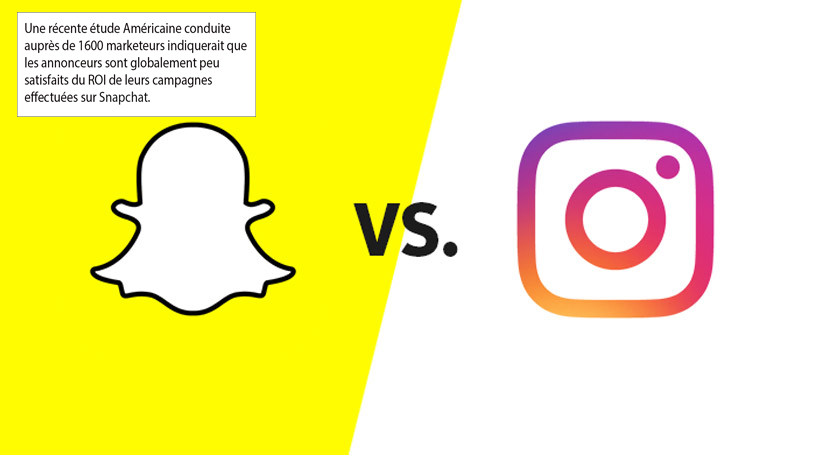 Une récente étude Américaine conduite
auprès de 1600 marketeurs indiquerait que
les annonceurs sont globalement peu
satisfaits du ROI de leurs campagnes
effectuées sur Snapchat.
vs.